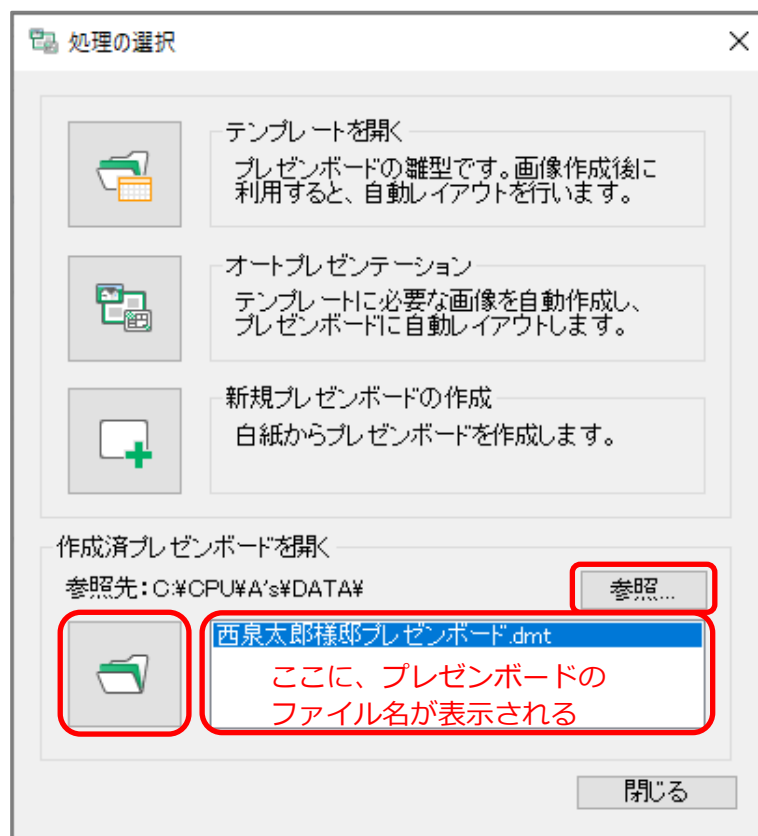 処理の選択
テンプレートを開く
プレゼンボードの雛型です。画像作成後に
利用すると、自動レイアウトを行います。
オートプレゼンテーション
テンプレートに必要な画像を自動作成し、
プレゼンボードに自動レイアウトします。
新規プレゼンボードの作成
白紙からプレゼンボードを作成します。
作成済プレゼンボードを開く
参照先：C:¥CPU¥A's¥DATA¥
参照...
西泉太郎様邸プレゼンボード.dmt
ここに、プレゼンボードの
ファイル名が表示される
閉じる